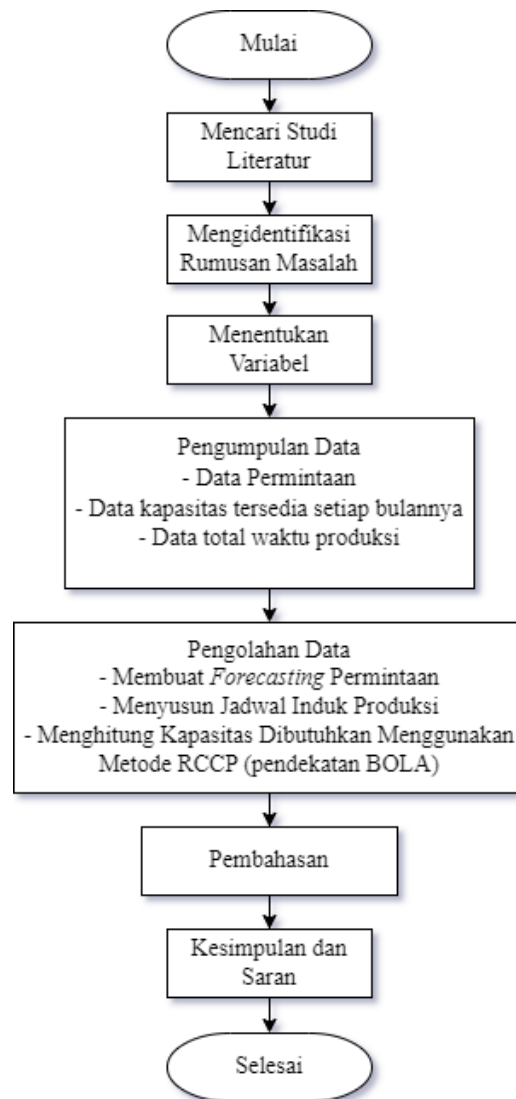 Mulai
Mencari Studi
Literatur
Mengidentifikasi
Rumusan Masalah
Menentukan
Variabel
Pengumpulan Data
- Data Permintaan
- Data kapasitas tersedia setiap bulannya
- Data total waktu produksi
Pengolahan Data
- Membuat Forecasting Permintaan
- Menyusun Jadwal Induk Produksi
- Menghitung Kapasitas Dibutuhkan Menggunakan
Metode RCCP (pendekatan BOLA)
Pembahasan
Kesimpulan dan
Saran
Selesai